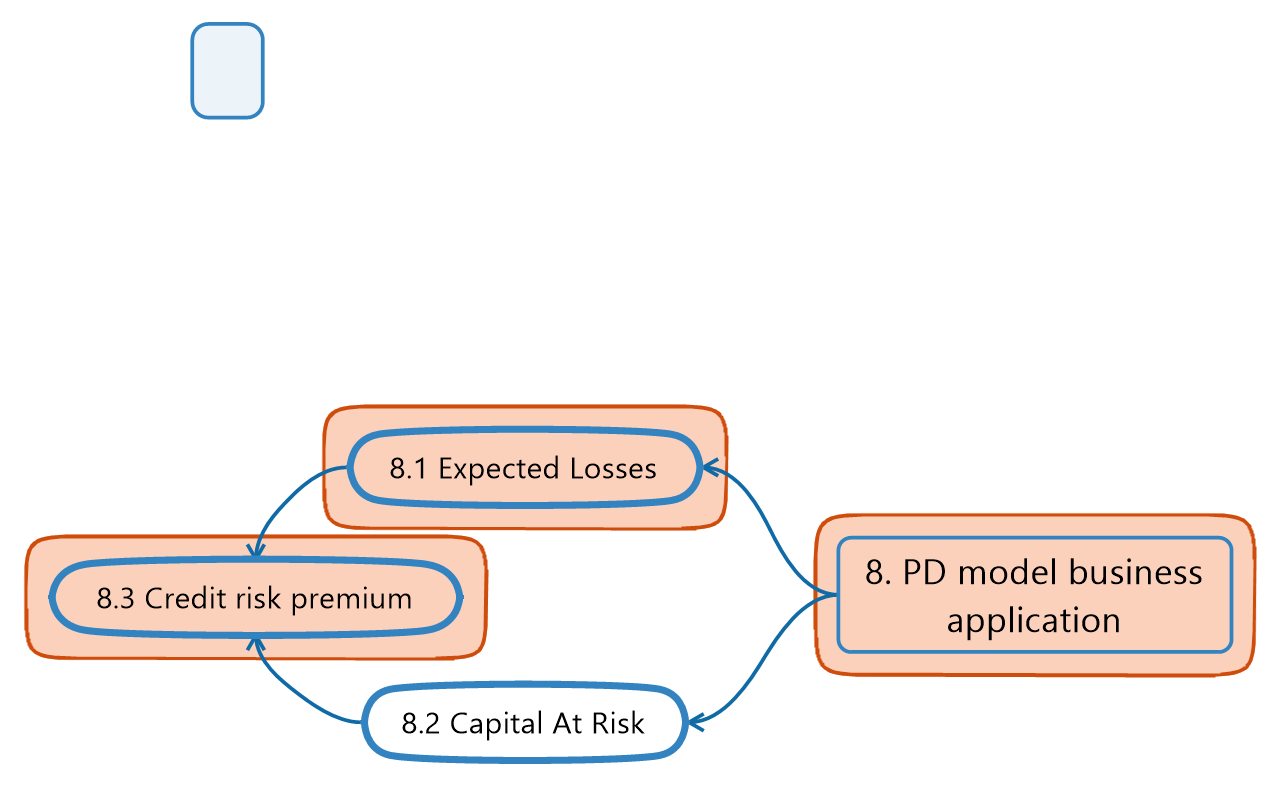 8.1 Expected Losses
8. PD model business
application
8.3 Credit risk premium
8.2 Capital At Risk